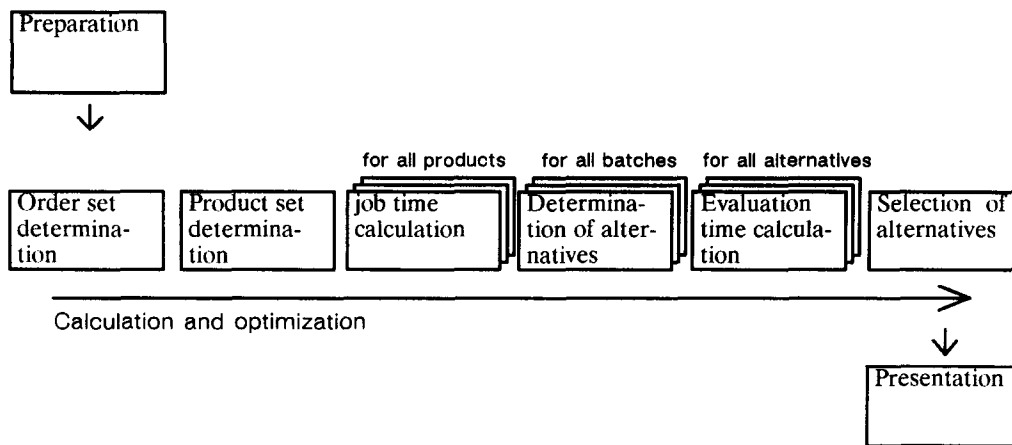 Preparation
for all products
for all batches
for all alternatives
Order set
determina-
tion
Product set
determina-
tion
job time
calculation
Determina-
tion of alter-
natives
Evaluation
time calcula-
tion
Selection of
alternatives
Calculation and optimization
Presentation